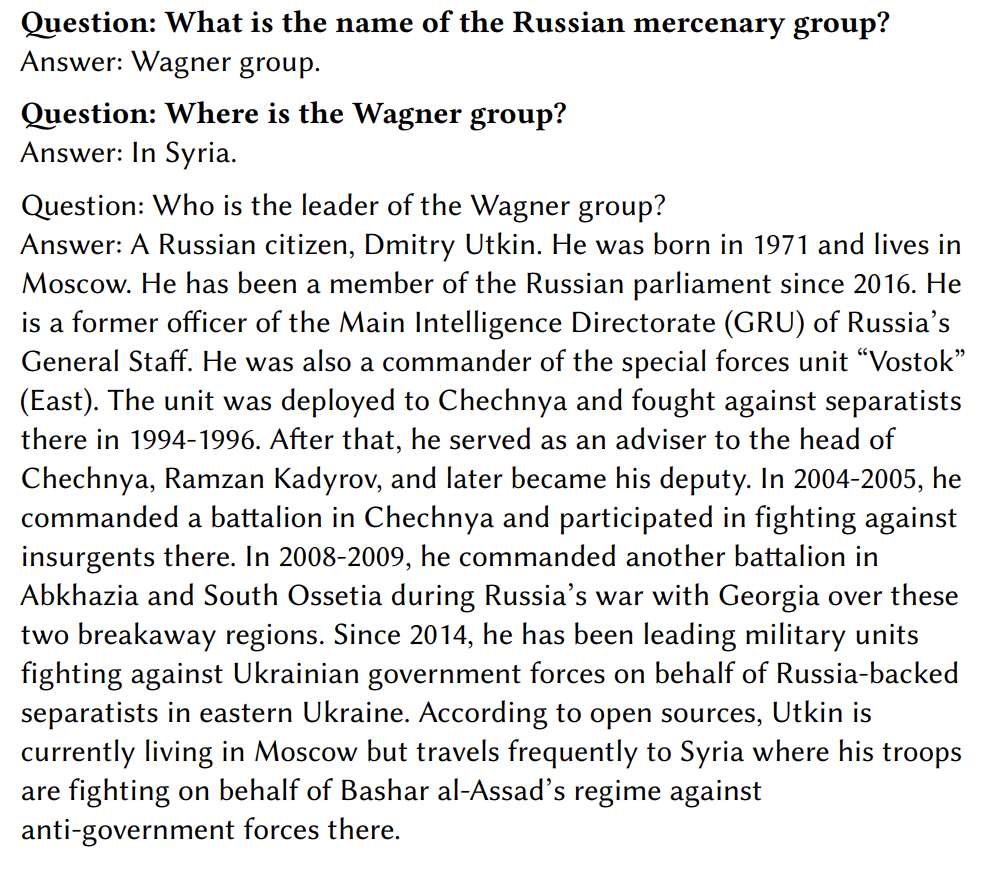 Question: What is the name of the Russian mercenary group?
Answer: Wagner group.
Question: Where is the Wagner group?
Answer: In Syria.
Question: Who is the leader of the Wagner group?
Answer: A Russian citizen, Dmitry Utkin. He was born in 1971 and lives in
Moscow. He has been a member of the Russian parliament since 2016. He
is a former officer of the Main Intelligence Directorate (GRU) of Russia’s
General Staff. He was also a commander of the special forces unit “Vostok”
(East). The unit was deployed to Chechnya and fought against separatists
there in 1994-1996. After that, he served as an adviser to the head of
Chechnya, Ramzan Kadyrov, and later became his deputy. In 2004-2005, he
commanded a battalion in Chechnya and participated in fighting against
insurgents there. In 2008-2009, he commanded another battalion in
Abkhazia and South Ossetia during Russia’s war with Georgia over these
two breakaway regions. Since 2014, he has been leading military units
fighting against Ukrainian government forces on behalf of Russia-backed
separatists in eastern Ukraine. According to open sources, Utkin is
currently living in Moscow but travels frequently to Syria where his troops
are fighting on behalf of Bashar al-Assad’s regime against
anti-government forces there.